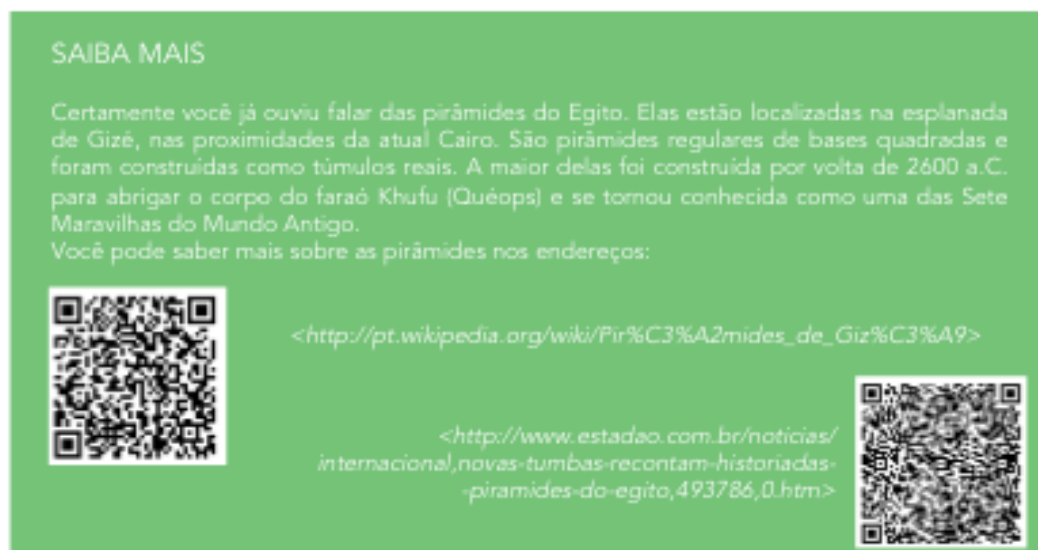 SAIBA MAIS
Certamente você já ouviu falar das pirâmides do Egito. Elas estão localizadas na esplanada
de Gizé, nas proximidades da atual Cairo. São pirâmides regulares de bases quadradas e
foram construídas como túmulos reais. A maior delas foi construída por volta de 2600 a.C.
para abrigar o corpo do faraó Khufu (Quéops) e se tornou conhecida como uma das Sete
Maravilhas do Mundo Antigo.
Você pode saber mais sobre as pirâmides nos endereços:
<http://pt.wikipedia.org/wiki/Pir%C3%A2mides_de_Giz%C3%A9>
<http://www.estadao.com.br/noticias/
internacional,novas-tumbas-recontam-historiadas-
-piramides-do-egito,493786,0.htm>